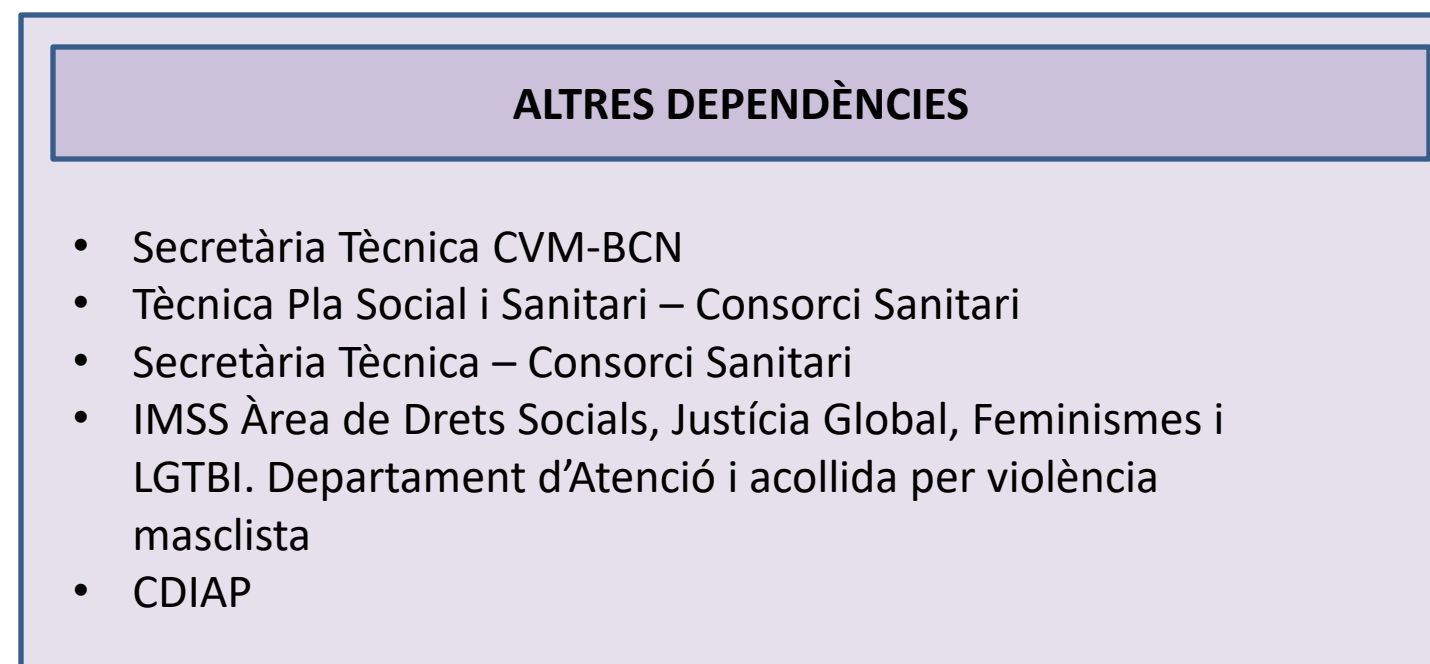 ALTRES DEPENDÈNCIES
• Secretària Tècnica CVM-BCN
• Tècnica Pla Social i Sanitari – Consorci Sanitari
• Secretària Tècnica – Consorci Sanitari
• IMSS Àrea de Drets Socials, Justícia Global, Feminismes i
LGTBI. Departament d’Atenció i acollida per violència
masclista
• CDIAP